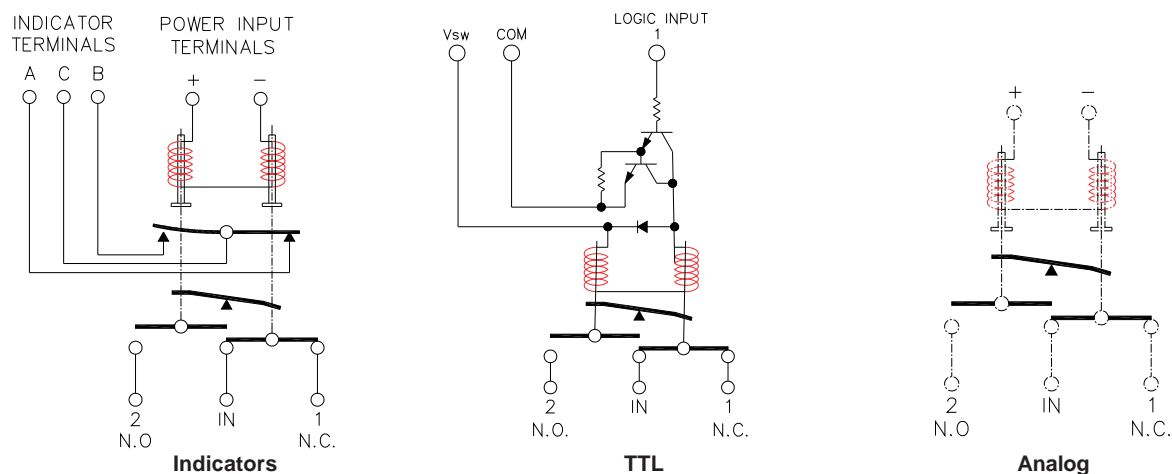 INDICATOR
TERMINALS
A C B
POWER INPUT
TERMINALS
+ −
2 IN 1
N.O N.C.
Indicators
LOGIC INPUT
Vsw COM 1
2 IN 1
N.O. N.C.
TTL
+ −
2 IN 1
N.O. N.C.
Analog